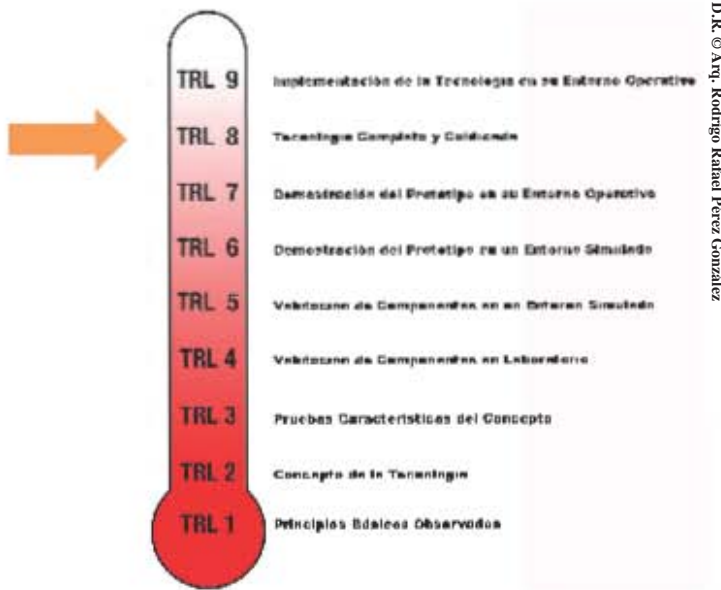 TRL 9 Implementación de la Tecnología en su Entorno Operativo
TRL 8 Tecnología Completa y Calificada
TRL 7 Demostración del Prototipo en su Entorno Operativo
TRL 6 Demostración del Prototipo en un Entorno Simulado
TRL 5 Validación de Componentes en un Entorno Simulado
TRL 4 Validación de Componentes en Laboratorio
TRL 3 Pruebas Características del Concepto
TRL 2 Concepto de la Tecnología
TRL 1 Principios Básicos Observados
D.R. © Arq. Rodrigo Rafael Pérez González